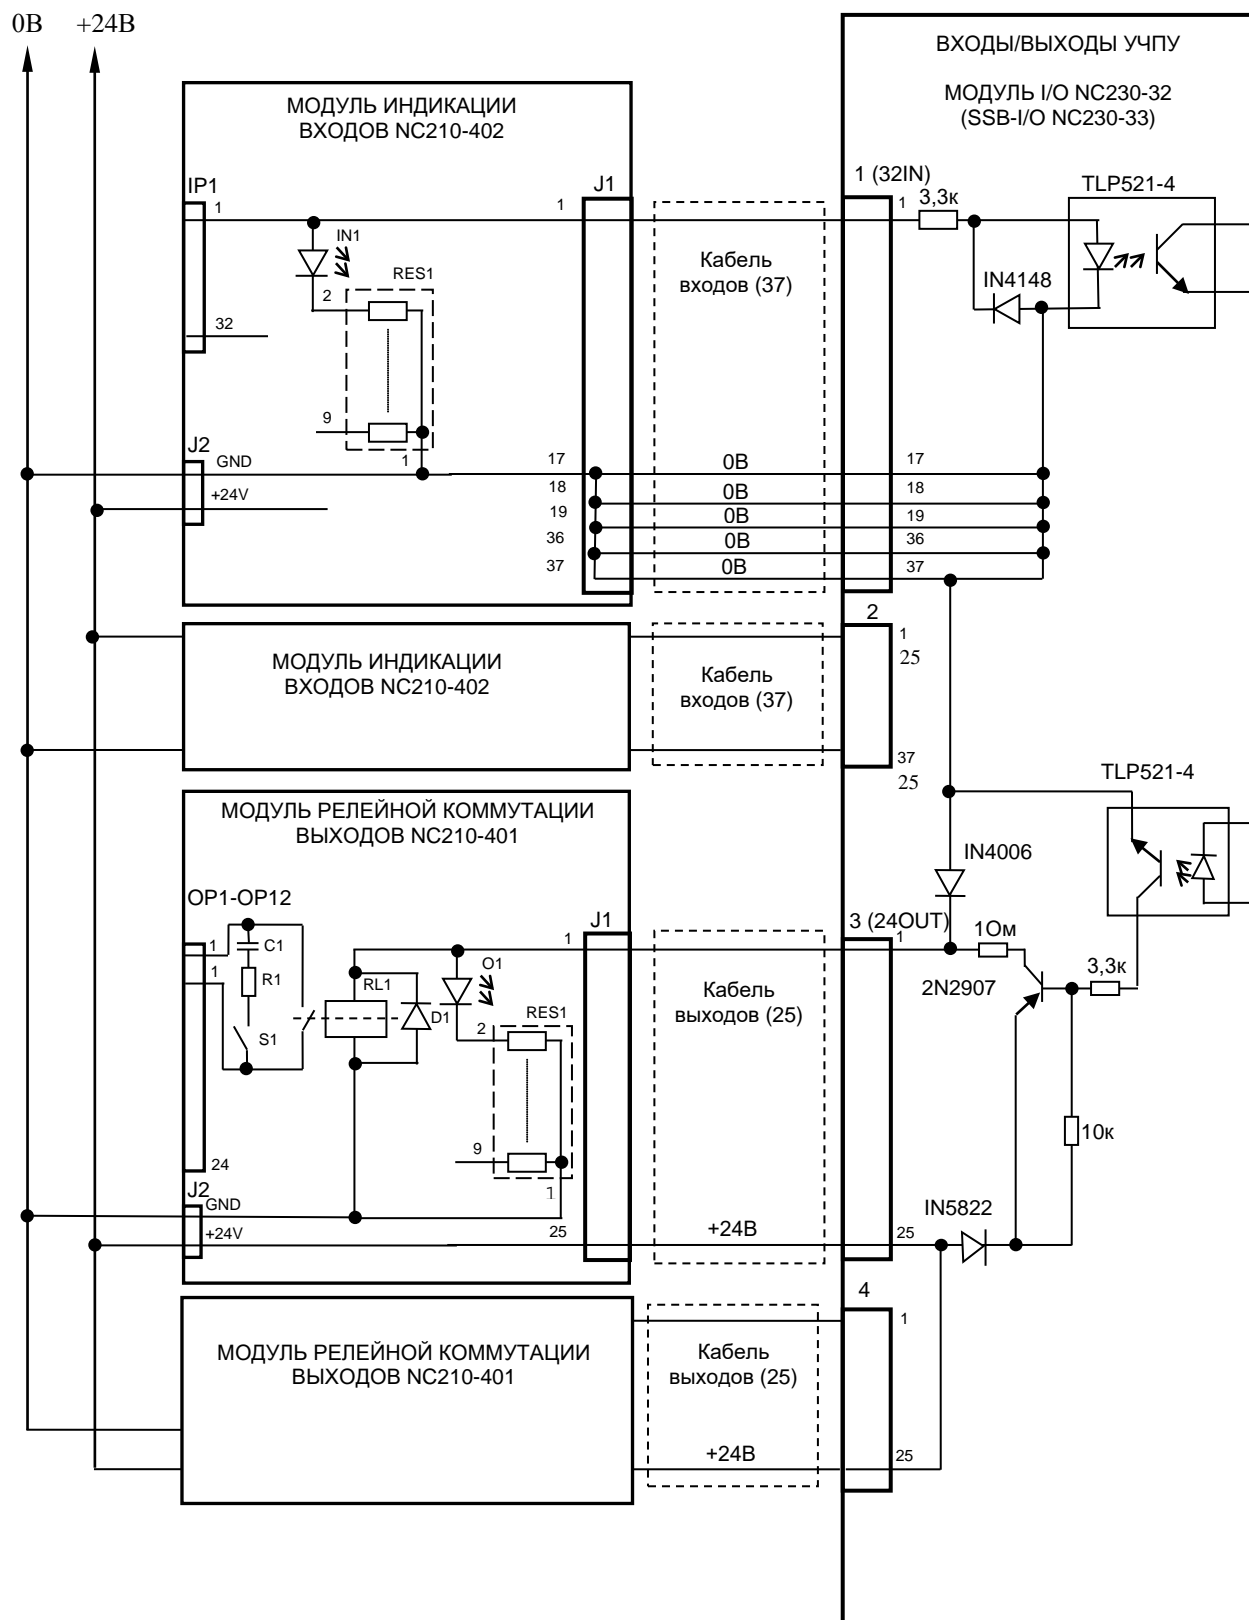 0В
+24В
ВХОДЫ/ВЫХОДЫ УЧПУ
МОДУЛЬ I/O NC230-32
(SSB-I/O NC230-33)
МОДУЛЬ ИНДИКАЦИИ
ВХОДОВ NC210-402
IP1
1
IN1
RES1
2
32
9
1
J2
GND
+24V
J1
1
17
18
19
36
37
Кабель
входов (37)
0В
0В
0В
0В
0В
1 (32IN)
1
3,3к
TLP521-4
IN4148
17
18
19
36
37
МОДУЛЬ ИНДИКАЦИИ
ВХОДОВ NC210-402
Кабель
входов (37)
2
1
25
37
25
МОДУЛЬ РЕЛЕЙНОЙ КОММУТАЦИИ
ВЫХОДОВ NC210-401
OP1-OP12
1
1
C1
R1
S1
RL1
D1
O1
RES1
2
9
1
24
J2
GND
+24V
J1
1
25
Кабель
выходов (25)
+24В
3 (24OUT)
1
25
TLP521-4
IN4006
1Ом
2N2907
3,3к
10к
IN5822
МОДУЛЬ РЕЛЕЙНОЙ КОММУТАЦИИ
ВЫХОДОВ NC210-401
Кабель
выходов (25)
+24В
4
1
25